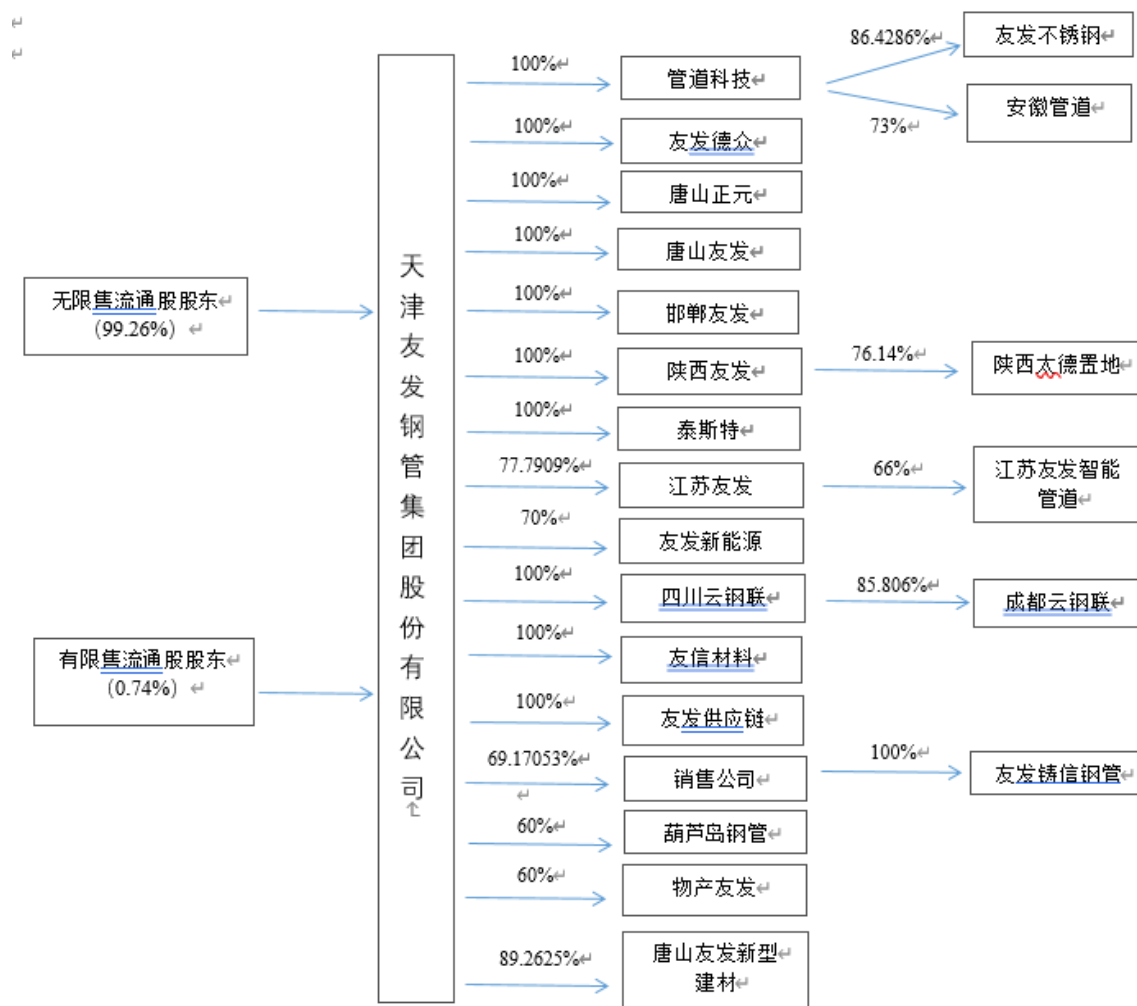 86.4286%
友发不锈钢
100%
管道科技
安徽管道
73%
100%
友发德众
100%
唐山正元
100%
唐山友发
无限售流通股股东
(99.26%)
天津友发钢管集团股份有限公司
100%
邯郸友发
100%
陕西友发
76.14%
陕西太德置地
100%
泰斯特
77.7909%
江苏友发
66%
江苏友发智能
管道
70%
友发新能源
100%
四川云钢联
85.806%
成都云钢联
有限售流通股股东
(0.74%)
100%
友信材料
100%
友发供应链
69.17053%
销售公司
100%
友发铸信钢管
60%
葫芦岛钢管
60%
物产友发
89.2625%
唐山友发新型
建材